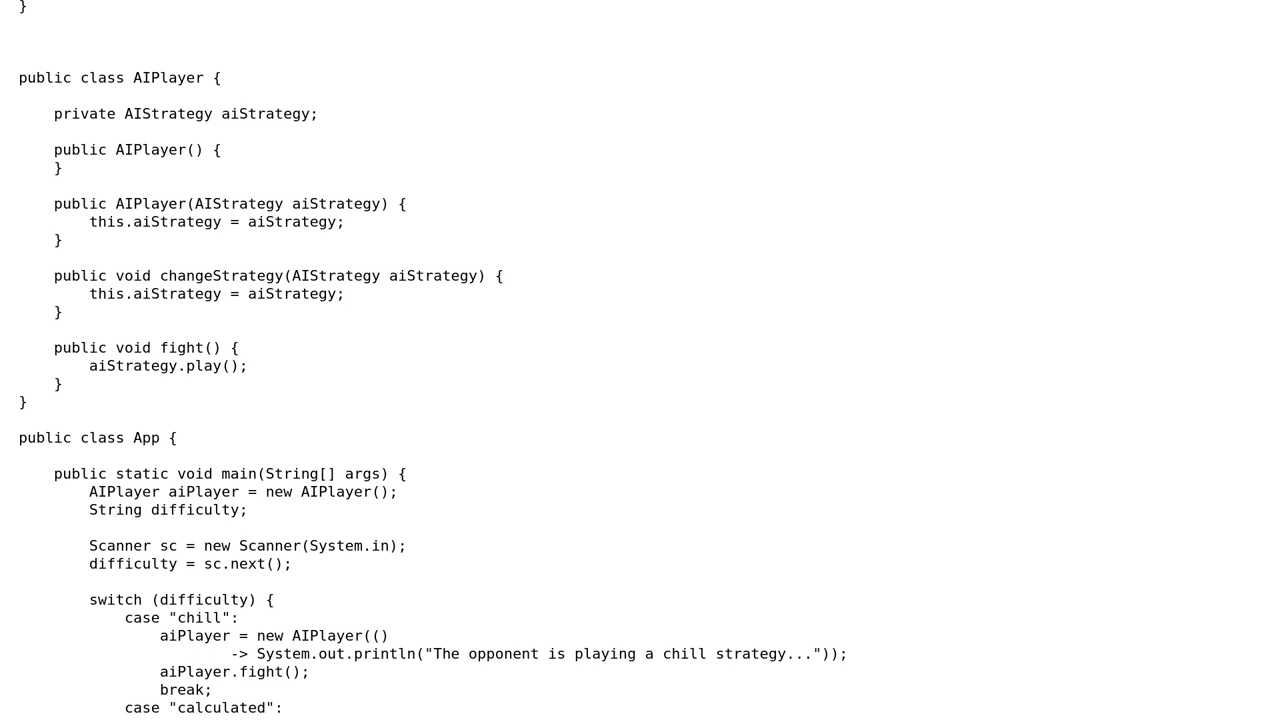 }
public class AIPlayer {
    private AIStrategy aiStrategy;
    public AIPlayer() {
    }
    public AIPlayer(AIStrategy aiStrategy) {
        this.aiStrategy = aiStrategy;
    }
    public void changeStrategy(AIStrategy aiStrategy) {
        this.aiStrategy = aiStrategy;
    }
    public void fight() {
        aiStrategy.play();
    }
}
public class App {
    public static void main(String[] args) {
        AIPlayer aiPlayer = new AIPlayer();
        String difficulty;
        Scanner sc = new Scanner(System.in);
        difficulty = sc.next();
        switch (difficulty) {
            case "chill":
                aiPlayer = new AIPlayer(()
                        -> System.out.println("The opponent is playing a chill strategy..."));
                aiPlayer.fight();
                break;
            case "calculated":